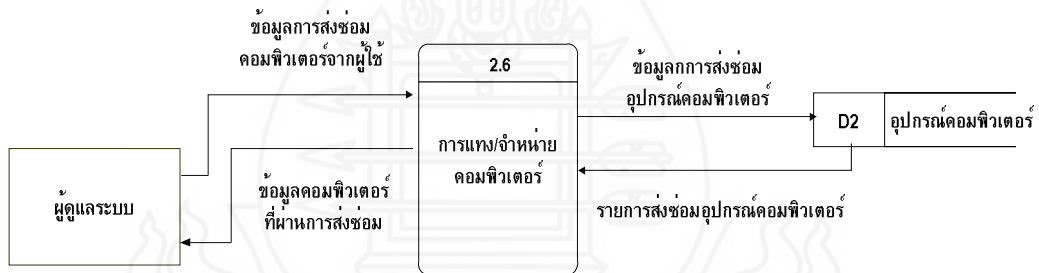 ข้อมูลการส่งซ่อม
คอมพิวเตอร์จากผู้ใช้
2.6
ข้อมูลกการส่งซ่อม
อุปกรณ์คอมพิวเตอร์
D2
อุปกรณ์คอมพิวเตอร์
การแทง/จำหน่าย
คอมพิวเตอร์
ผู้ดูแลระบบ
ข้อมูลคอมพิวเตอร์
ที่ผ่านการส่งซ่อม
รายการส่งซ่อมอุปกรณ์คอมพิวเตอร์